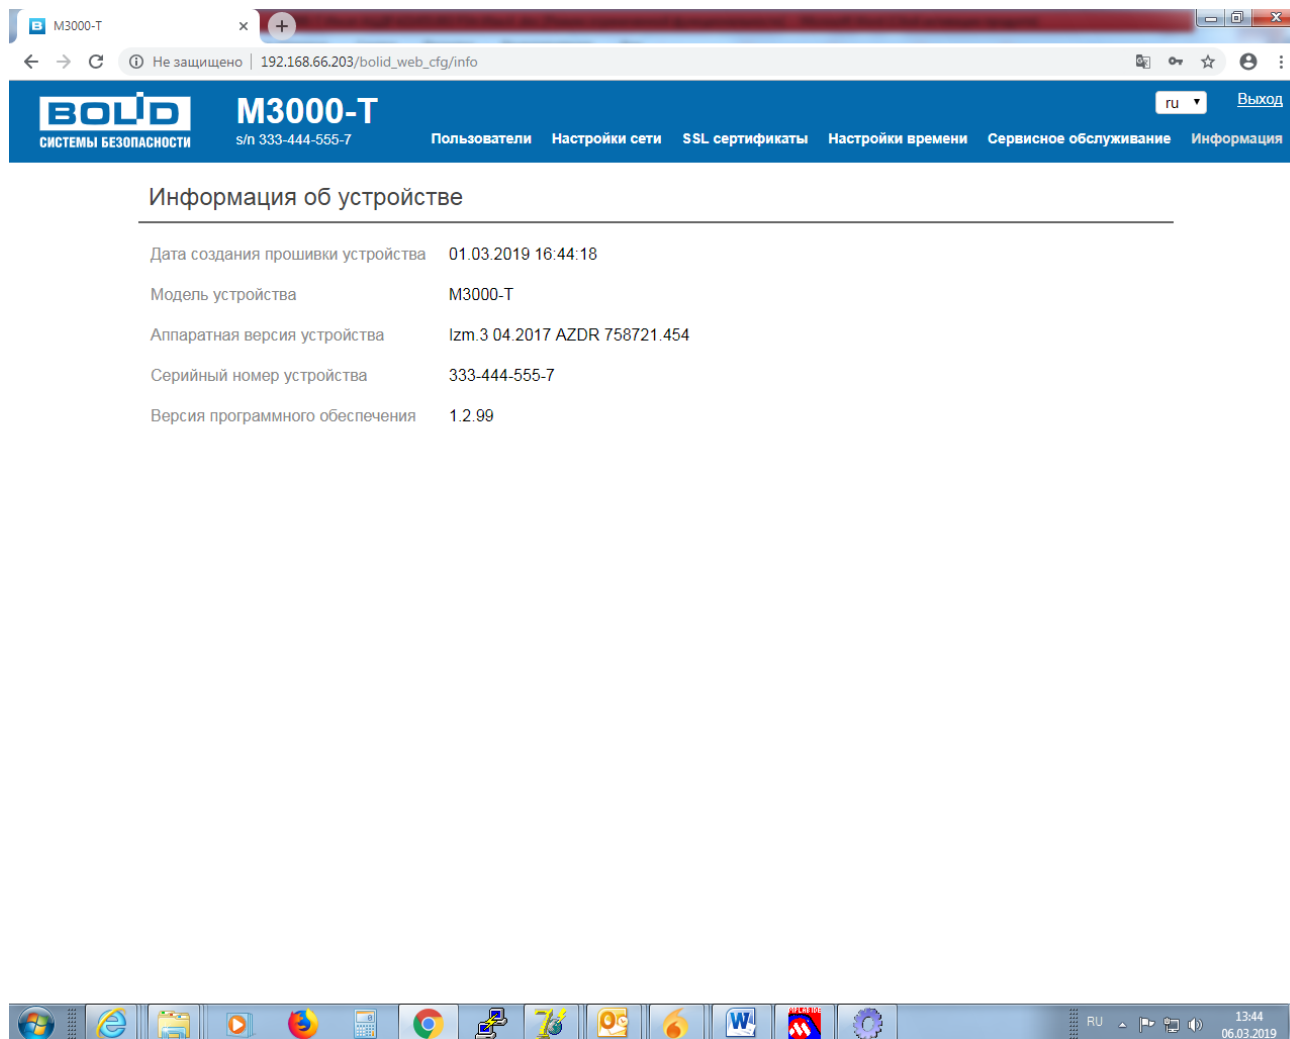 M3000-T
Не защищено | 192.168.66.203/bolid_web_cfg/info
BOLID
СИСТЕМЫ БЕЗОПАСНОСТИ
M3000-T
s/n 333-444-555-7
ru
Выход
Пользователи Настройки сети SSL сертификаты Настройки времени Сервисное обслуживание Информация
Информация об устройстве
Дата создания прошивки устройства 01.03.2019 16:44:18
Модель устройства M3000-T
Аппаратная версия устройства Izm.3 04.2017 AZDR 758721.454
Серийный номер устройства 333-444-555-7
Версия программного обеспечения 1.2.99
RU
13:44
06.03.2019